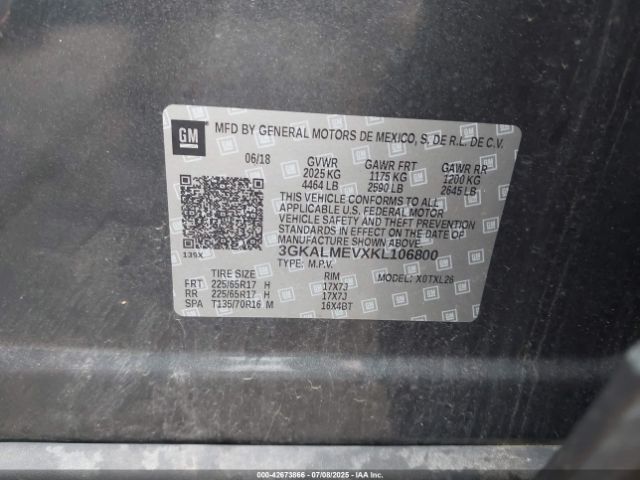 GM MFD BY GENERAL MOTORS DE MEXICO, S. DE R.L. DE C.V.
06/18 GVWR GAWR FRT GAWR RR
2025 KG 1175 KG 1200 KG
4464 LB 2590 LB 2645 LB
THIS VEHICLE CONFORMS TO ALL
APPLICABLE U.S. FEDERAL MOTOR
VEHICLE SAFETY AND THEFT PREVENTION
STANDARDS IN EFFECT ON THE DATE OF
MANUFACTURE SHOWN ABOVE.
139X 3GKALMEVXKL106800
TYPE: M.P.V. MODEL: X0TXL26
TIRE SIZE RIM
FRT 225/65R17 H 17X7J
RR 225/65R17 H 17X7J
SPA T135/70R16 M 16X4BT
000-42673866 - 07/08/2025 - IAA Inc. (NYSE: IAA)